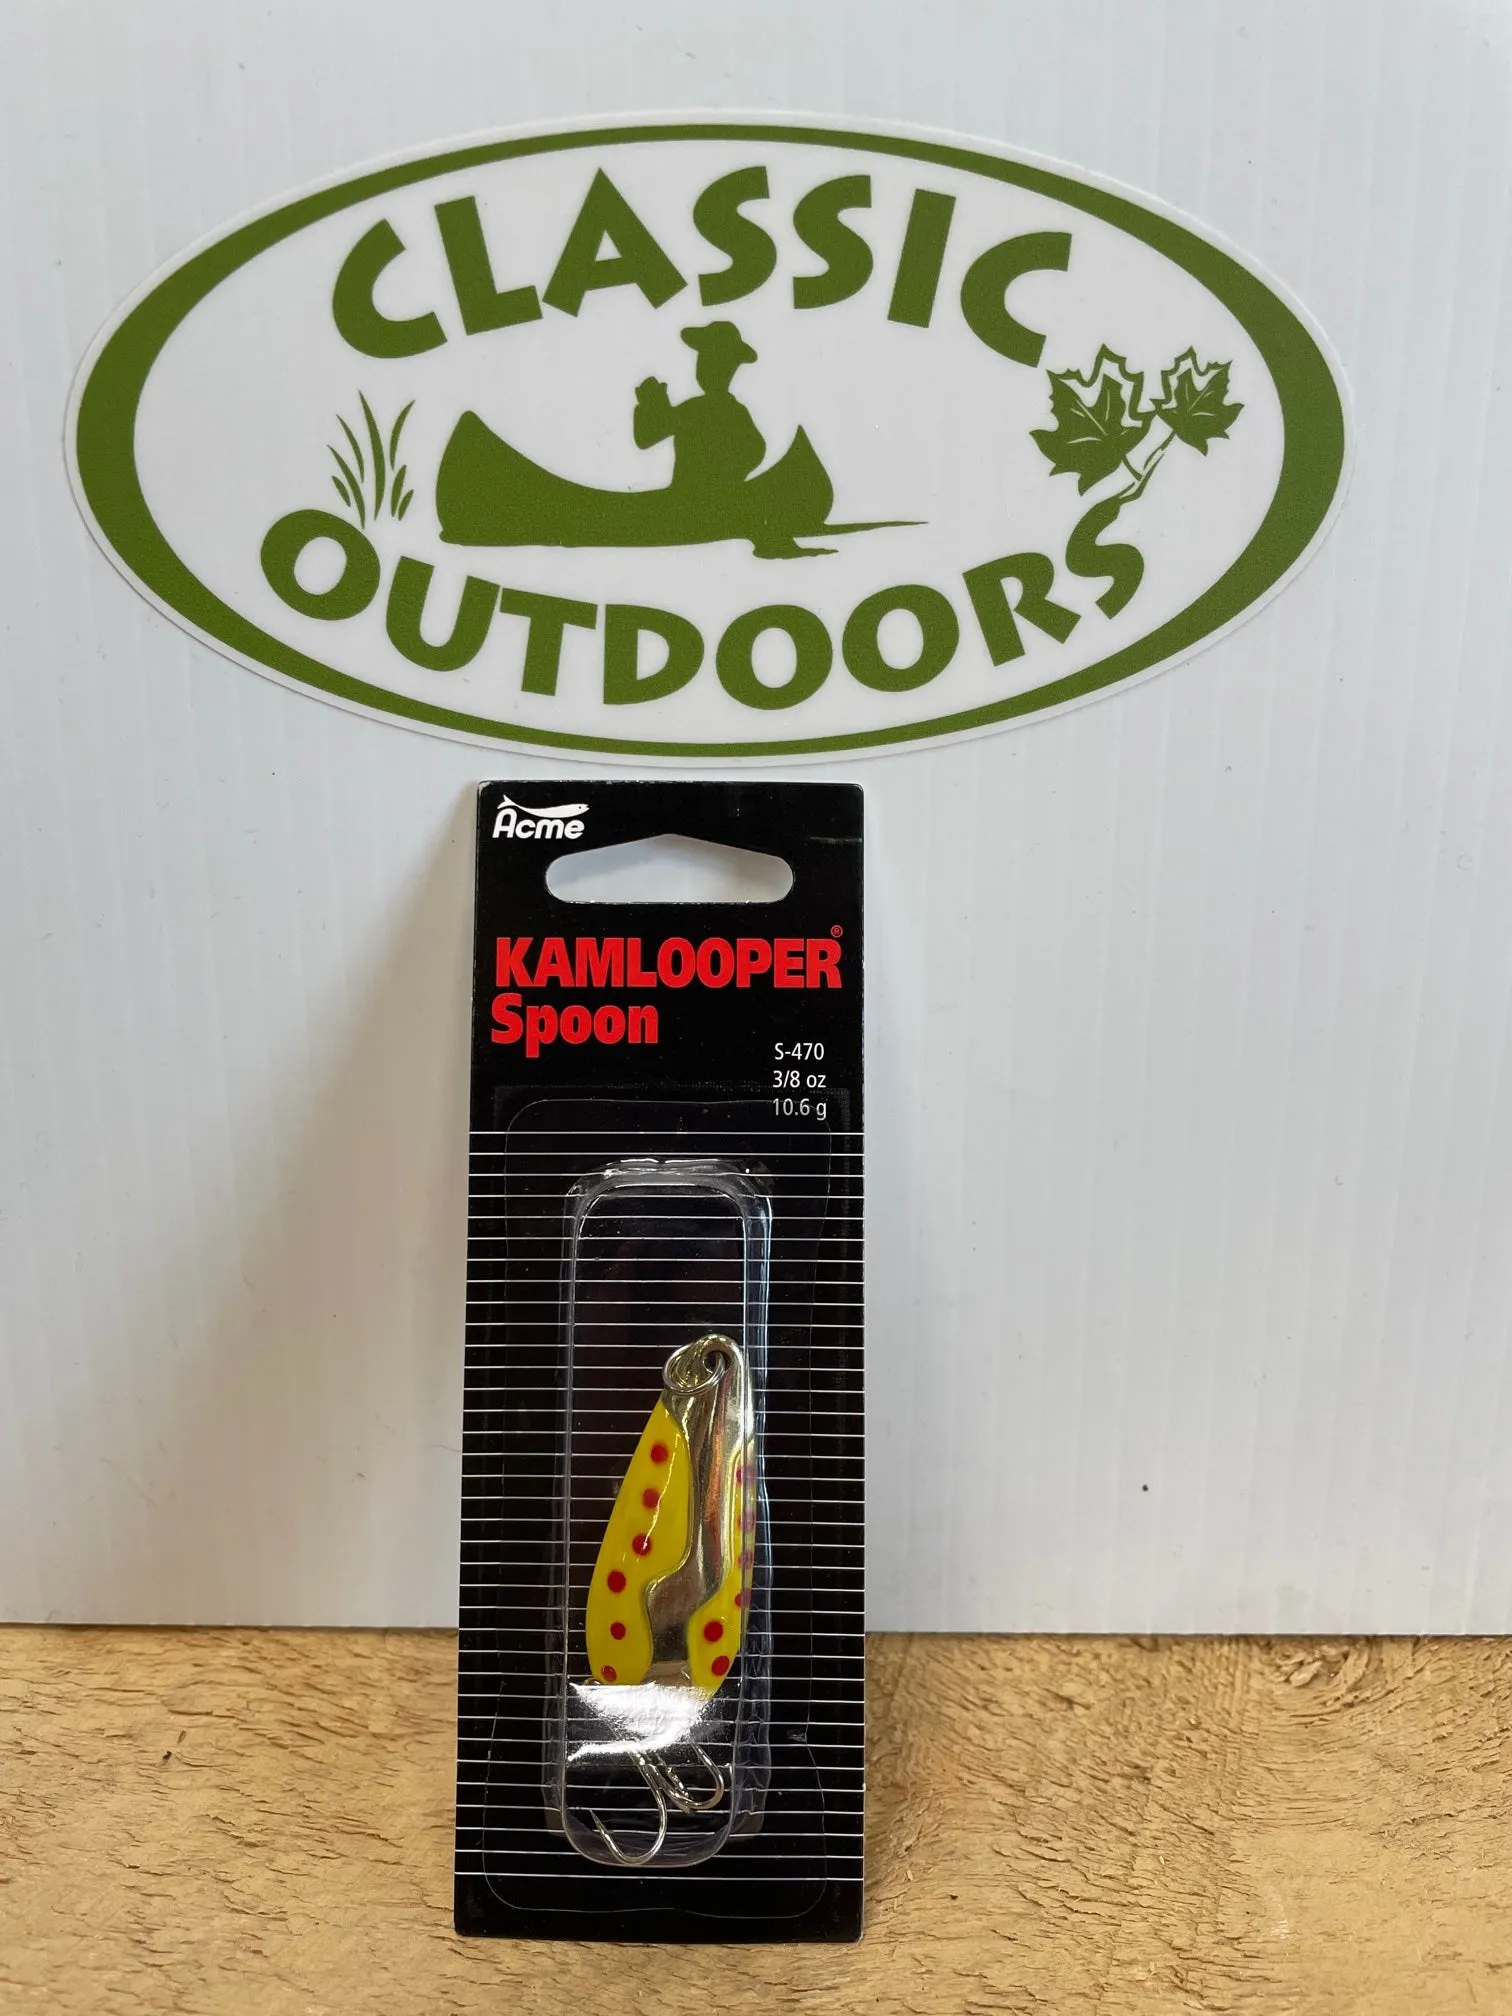 CLASSIC
OUTDOORS
Acme
KAMLOOPER®
Spoon
S-470
3/8 oz
10.6 g